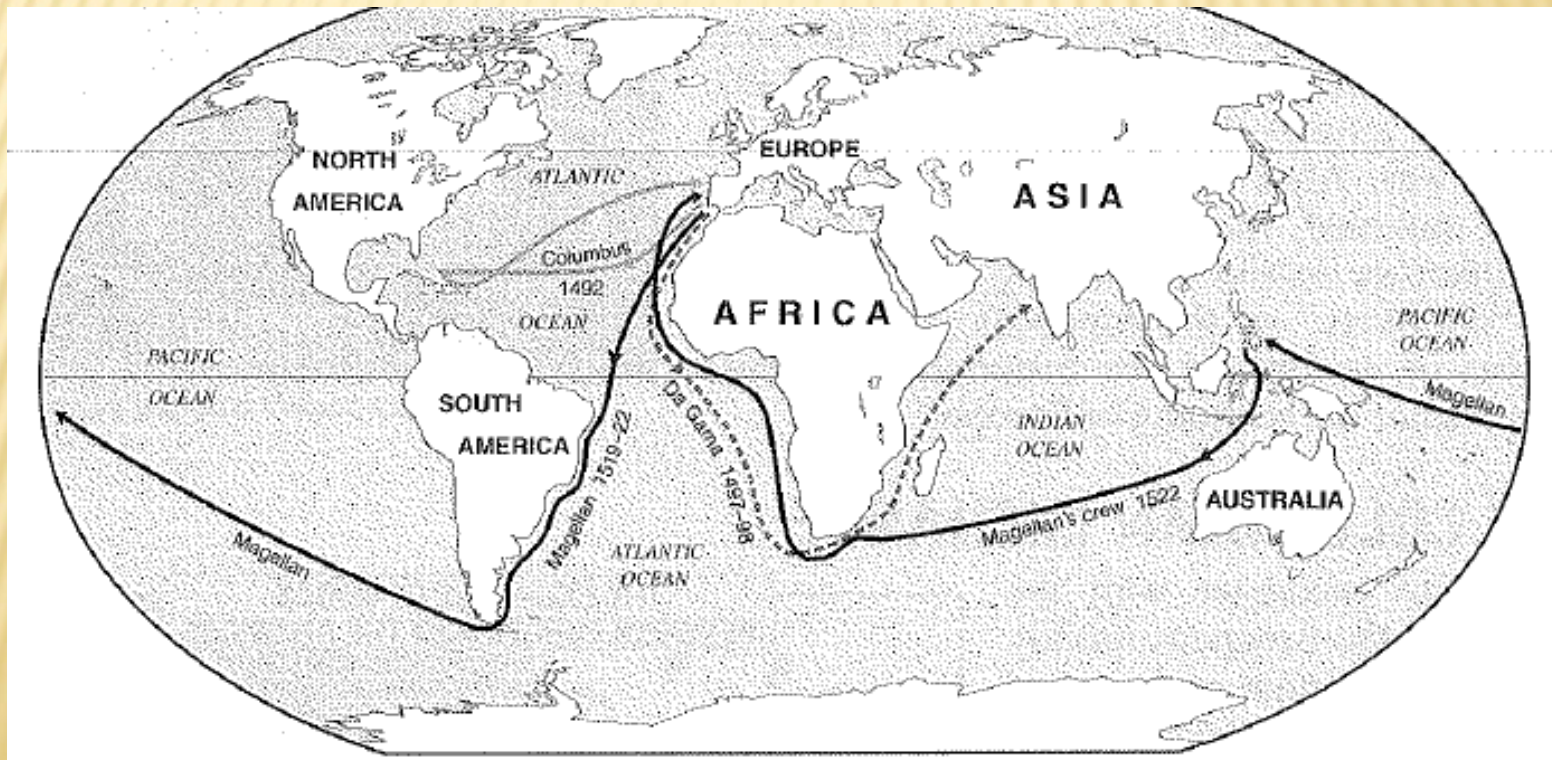 NORTH
AMERICA
ATLANTIC
EUROPE
ASIA
Columbus
1492
OCEAN
AFRICA
PACIFIC
OCEAN
PACIFIC
OCEAN
Magellan
SOUTH
AMERICA
Magellan 1519-22
Da Gama 1497-98
INDIAN
OCEAN
Magellan's crew 1522
AUSTRALIA
Magellan
ATLANTIC
OCEAN